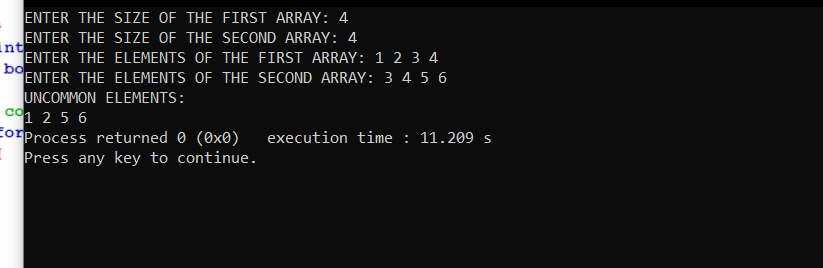 ENTER THE SIZE OF THE FIRST ARRAY: 4
ENTER THE SIZE OF THE SECOND ARRAY: 4
int
ENTER THE ELEMENTS OF THE FIRST ARRAY: 1 2 3 4
bo
ENTER THE ELEMENTS OF THE SECOND ARRAY: 3 4 5 6
UNCOMMON ELEMENTS:
co
1 2 5 6
for
Process returned 0 (0x0)   execution time : 11.209 s
Press any key to continue.